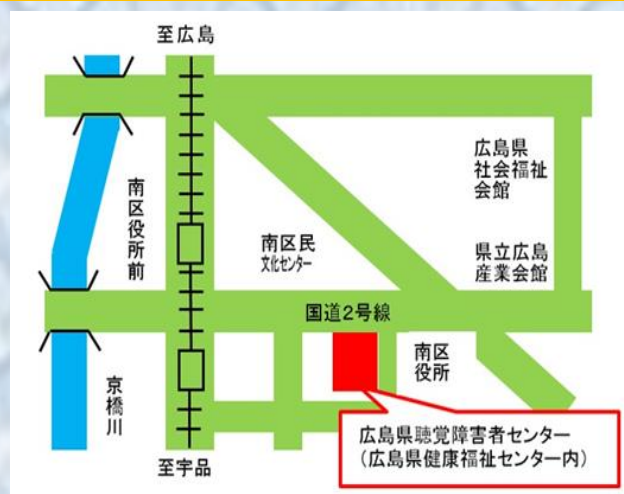 至広島
広島県
社会福祉
会館
南区役所前
南区民
文化センター
県立広島
産業会館
国道2号線
南区
役所
京橋川
広島県聴覚障害者センター
(広島県健康福祉センター内)
至宇品